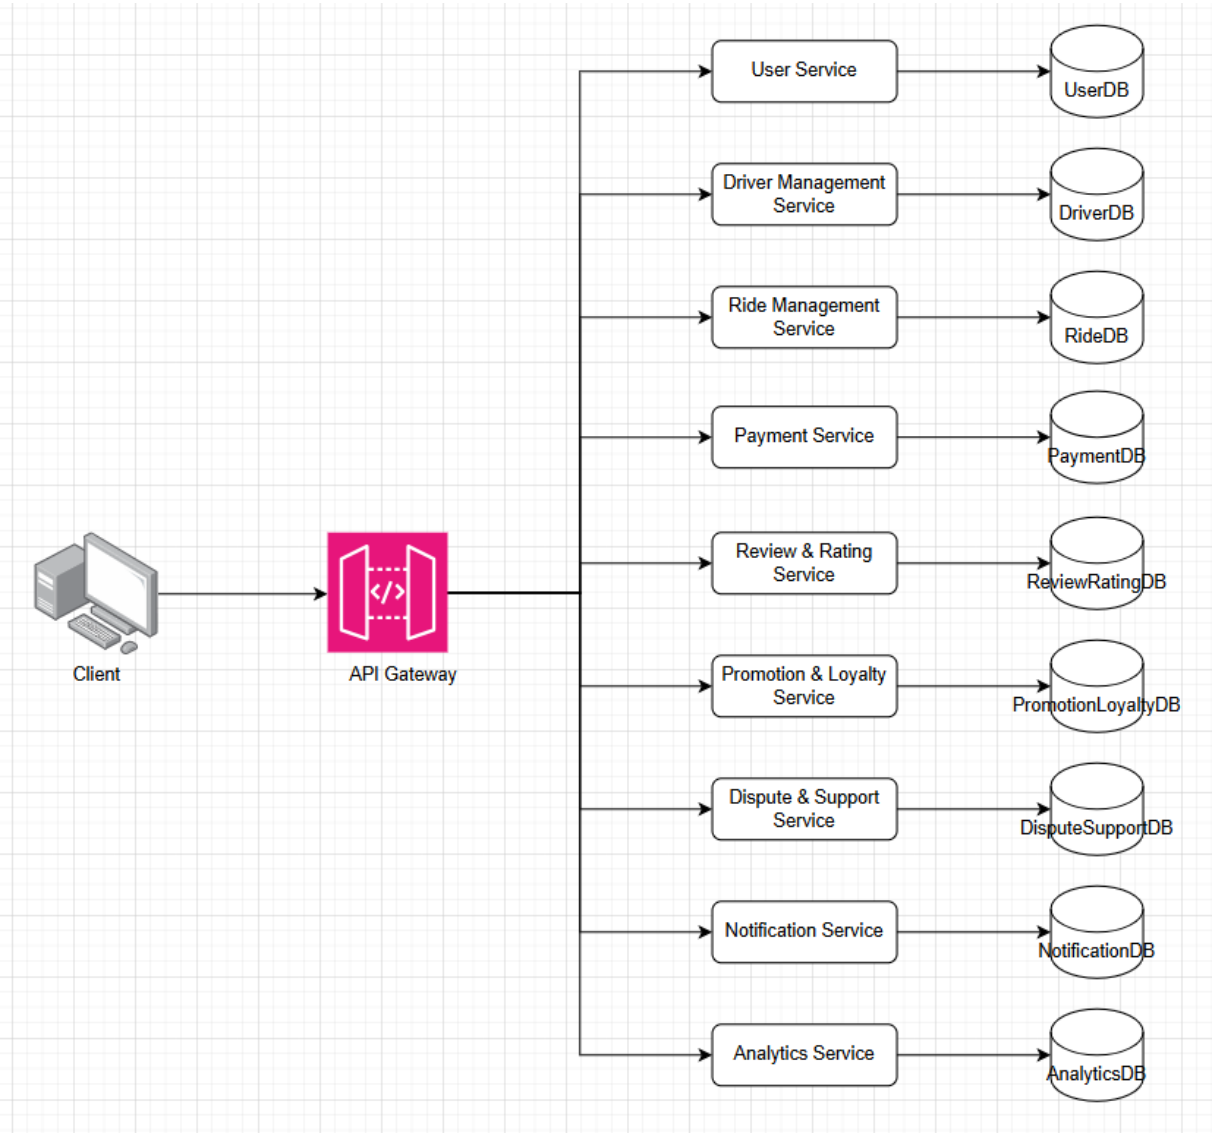 User Service
UserDB
Driver Management
Service
DriverDB
Ride Management
Service
RideDB
Payment Service
PaymentDB
Review & Rating
Service
ReviewRatingDB
</>
Client
API Gateway
Promotion & Loyalty
Service
PromotionLoyaltyDB
Dispute & Support
Service
DisputeSupportDB
Notification Service
NotificationDB
Analytics Service
AnalyticsDB